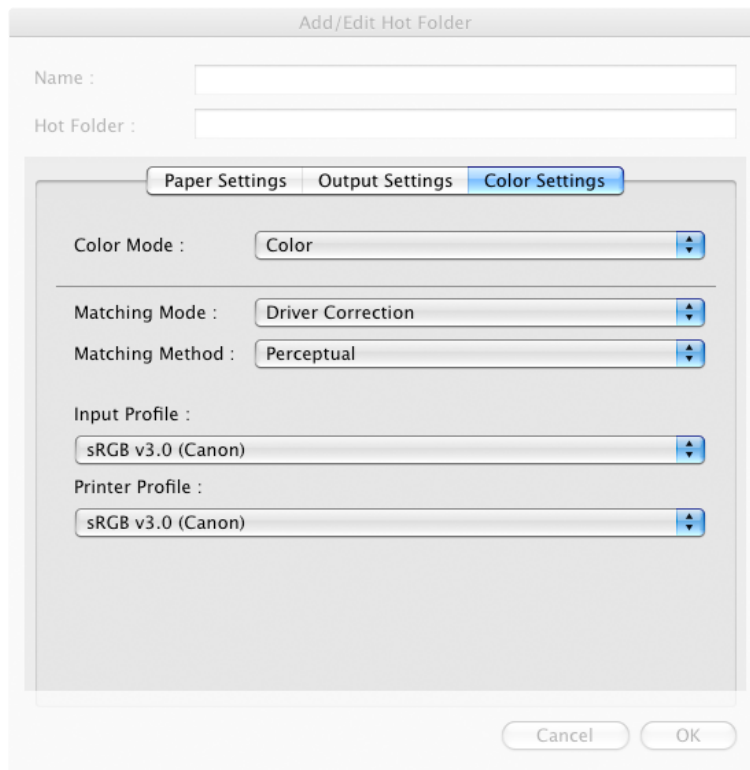 Add/Edit Hot Folder
Name :
Hot Folder :
Paper Settings Output Settings Color Settings
Color Mode : Color
Matching Mode : Driver Correction
Matching Method : Perceptual
Input Profile :
sRGB v3.0 (Canon)
Printer Profile :
sRGB v3.0 (Canon)
Cancel OK